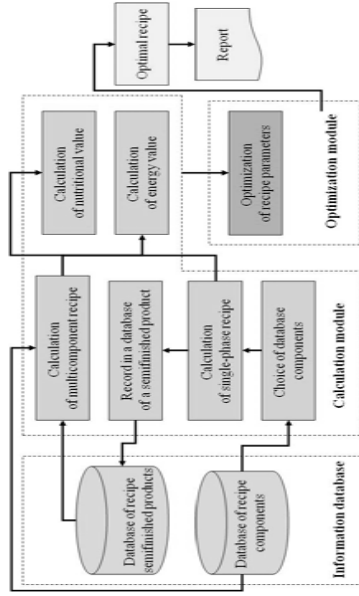 Database of recipe
semifinished products
Database of recipe
components
Information database
Calculation
of multicomponent recipe
Record in a database
of a semifinished product
Calculation
of single-phase recipe
Choice of database
components
Calculation module
Calculation
of nutritional value
Calculation
of energy value
Optimization
of recipe parameters
Optimization module
Optimal recipe
Report